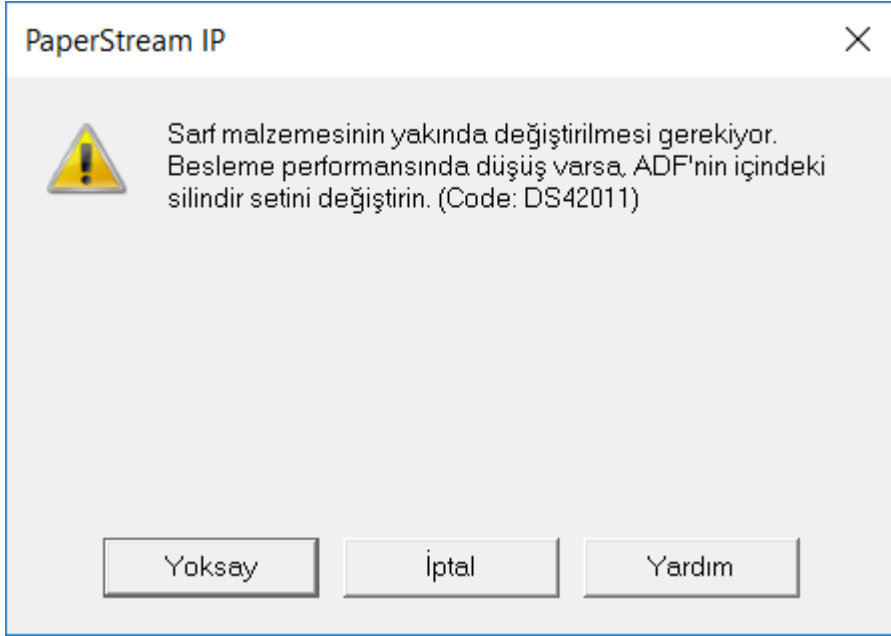 PaperStream IP
Sarf malzemesinin yakında değiştirilmesi gerekiyor.
Besleme performansında düşüş varsa, ADF'nin içindeki
silindir setini değiştirin. (Code: DS42011)
Yoksay
İptal
Yardım